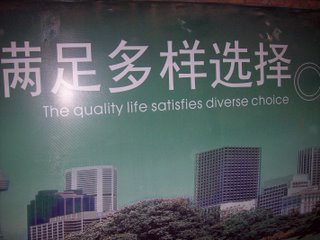 满足多样选择
The quality life satisfies diverse choice